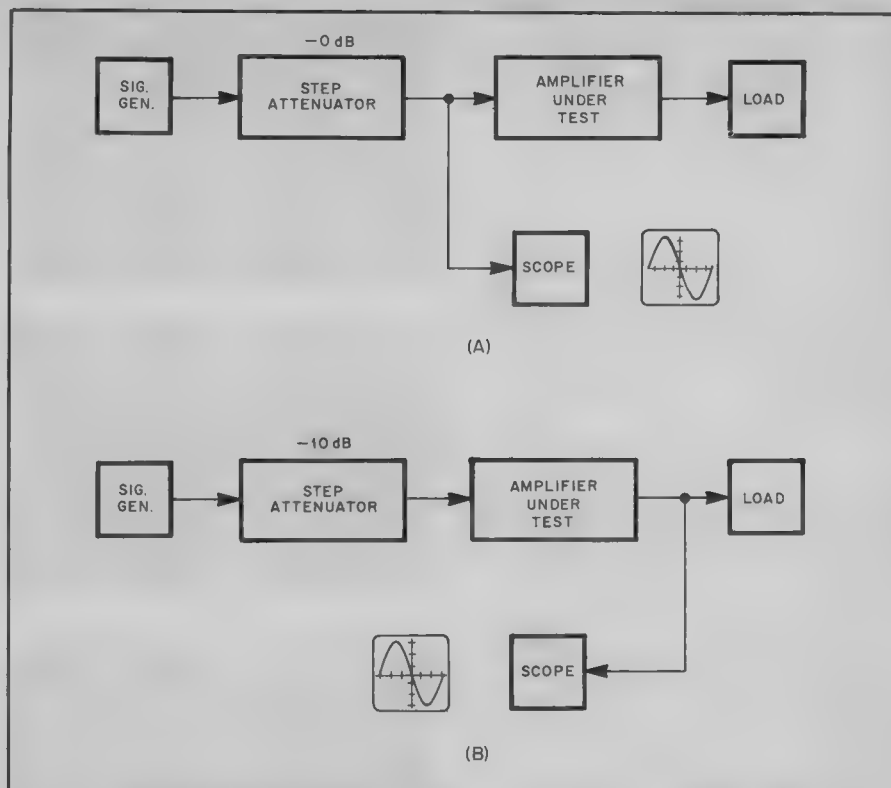 -0 dB
SIG.
GEN.
STEP
ATTENUATOR
AMPLIFIER
UNDER
TEST
LOAD
SCOPE
(A)
-10 dB
SIG.
GEN.
STEP
ATTENUATOR
AMPLIFIER
UNDER
TEST
LOAD
SCOPE
(B)